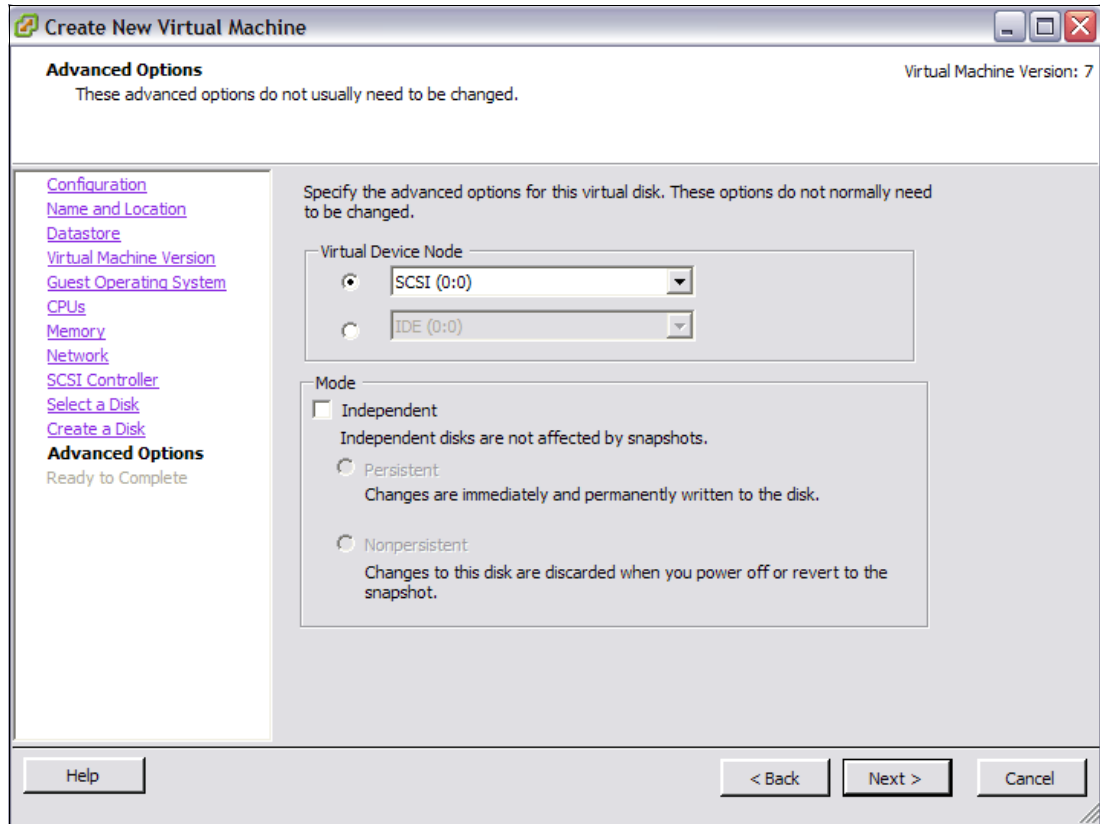 Create New Virtual Machine
Advanced Options
These advanced options do not usually need to be changed.
Virtual Machine Version: 7
Configuration
Name and Location
Datastore
Virtual Machine Version
Guest Operating System
CPUs
Memory
Network
SCSI Controller
Select a Disk
Create a Disk
Advanced Options
Ready to Complete
Specify the advanced options for this virtual disk. These options do not normally need
to be changed.
Virtual Device Node
SCSI (0:0)
IDE (0:0)
Mode
Independent
Independent disks are not affected by snapshots.
Persistent
Changes are immediately and permanently written to the disk.
Nonpersistent
Changes to this disk are discarded when you power off or revert to the
snapshot.
Help
< Back
Next >
Cancel